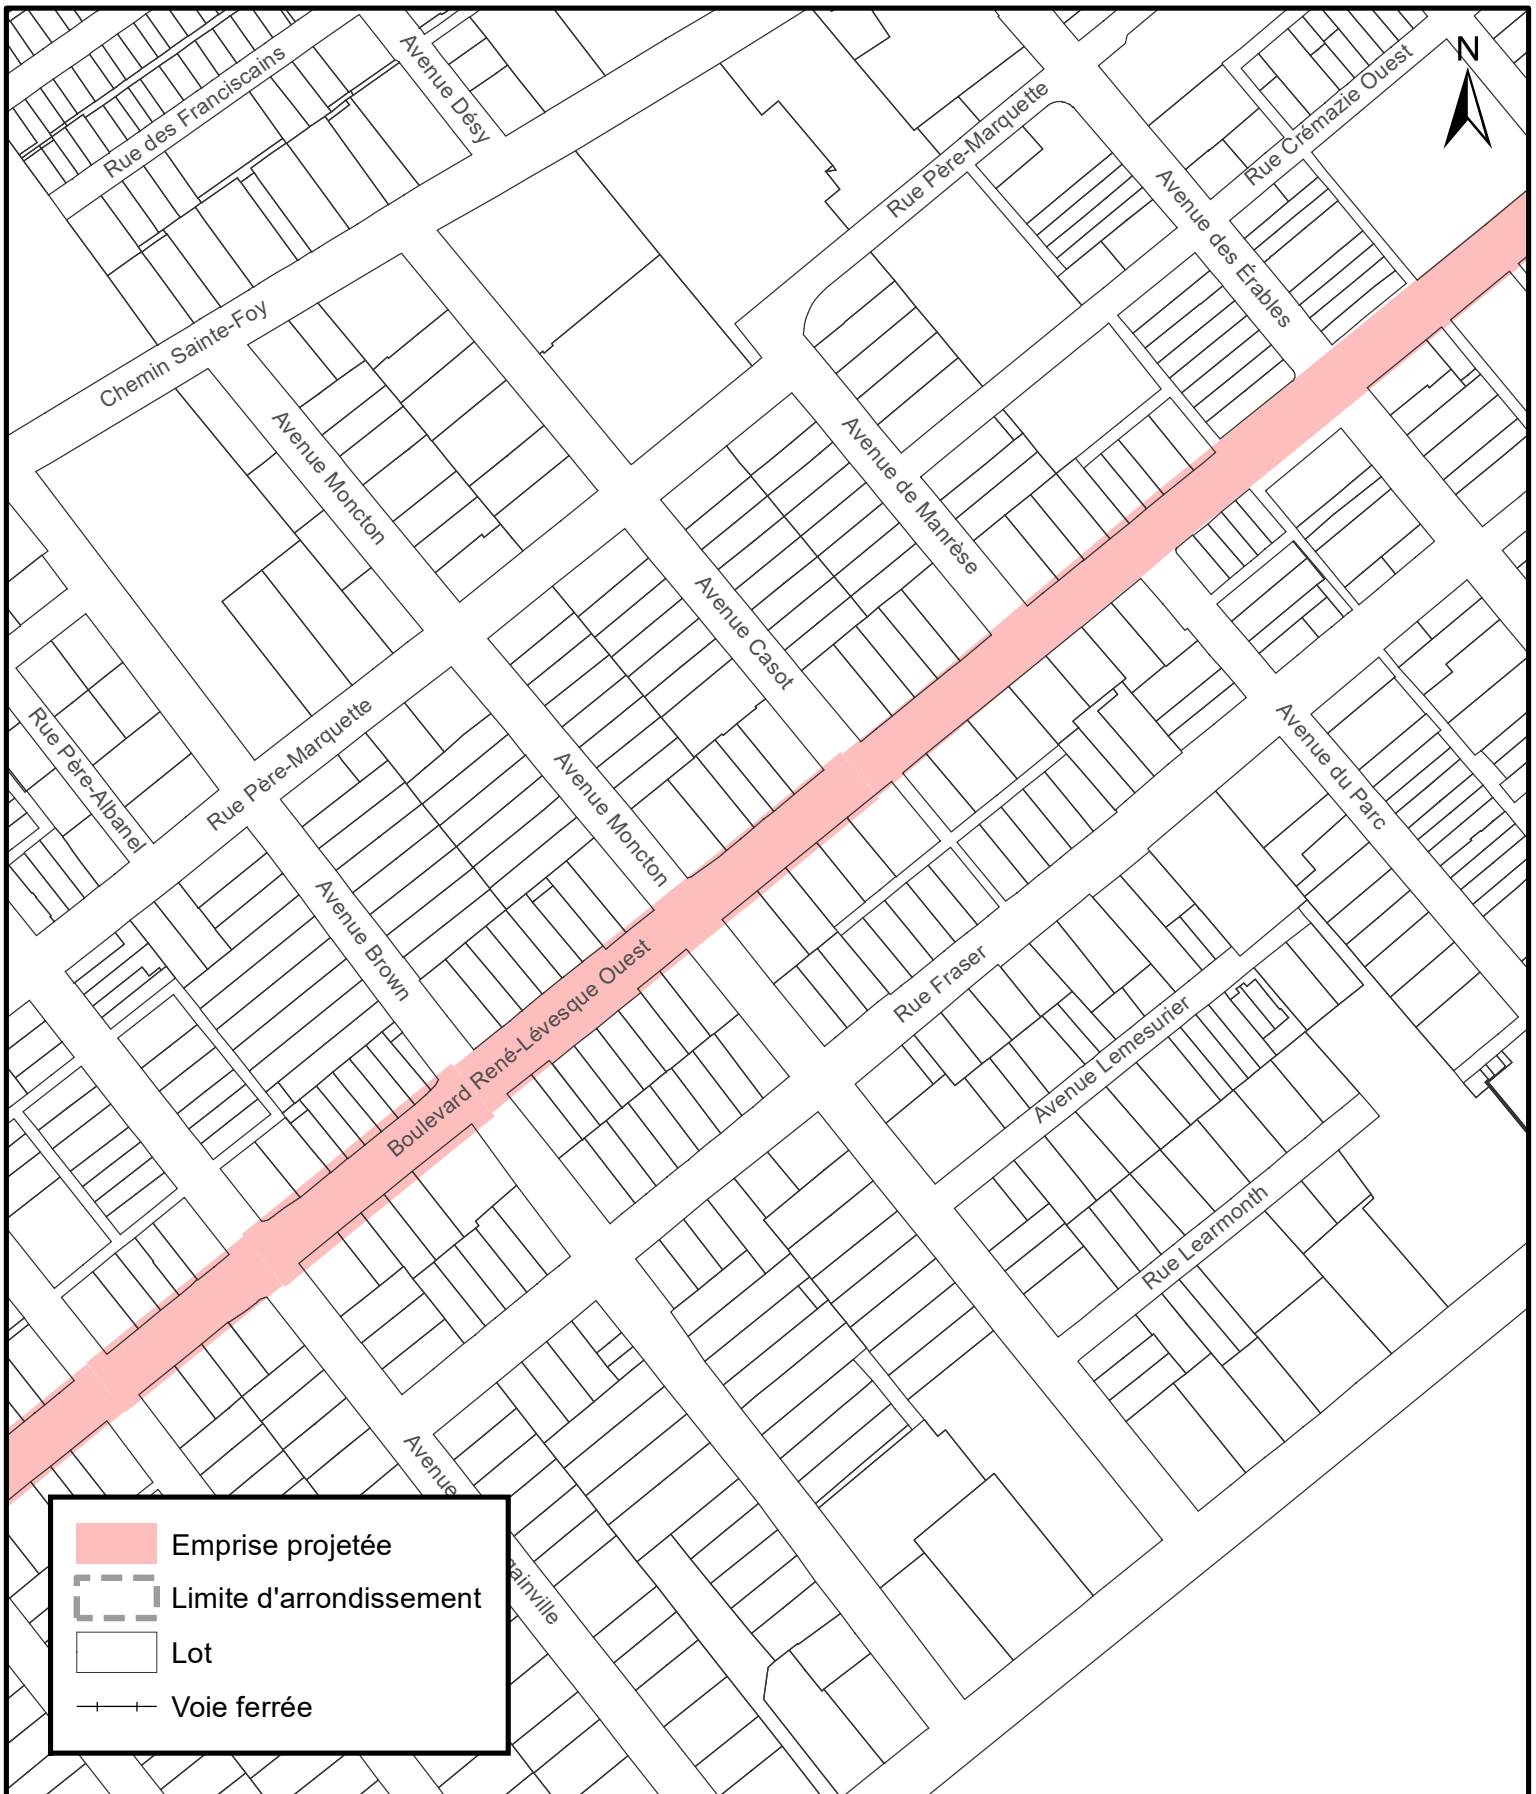 N
Rue des Franciscains
Avenue Désy
Rue Crémazie Ouest
Rue Père-Marquette
Avenue des Érables
Chemin Sainte-Foy
Avenue Moncton
Avenue de Manrèse
Avenue Casot
Rue Père-Albanel
Rue Père-Marquette
Avenue Moncton
Avenue du Parc
Avenue Brown
Boulevard René-Lévesque Ouest
Rue Fraser
Avenue Lemesurier
Rue Learmonth
Avenue
gainville
Emprise projetée
Limite d'arrondissement
Lot
Voie ferrée